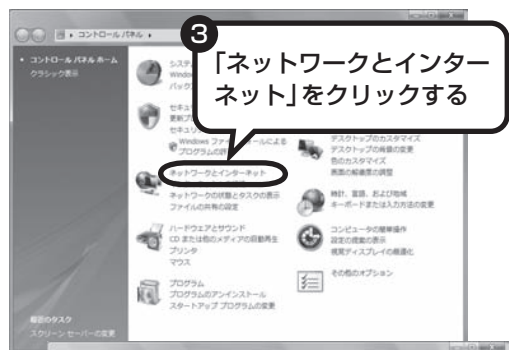 コントロール パネル
3
「ネットワークとインター
ネット」をクリックする
コントロール パネル ホーム
クラシック表示
セキュリ
Windows ファイアウォールによる
ネットワークとインターネット
ネットワークの状態とタスクの表示
ファイルの共有の設定
ハードウェアとサウンド
CD または他のメディアの自動再生
プリンタ
マウス
プログラム
プログラムのアンインストール
スタートアップ プログラムの変更
デスクトップのカスタマイズ
デスクトップの背景の変更
色のカスタマイズ
画面の解像度の調整
時計、言語、および地域
キーボードまたは入力方法の変更
コンピュータの簡単操作
設定の提案の表示
視覚ディスプレイの最適化
その他のオプション
最近のタスク
スクリーン セーバーの変更